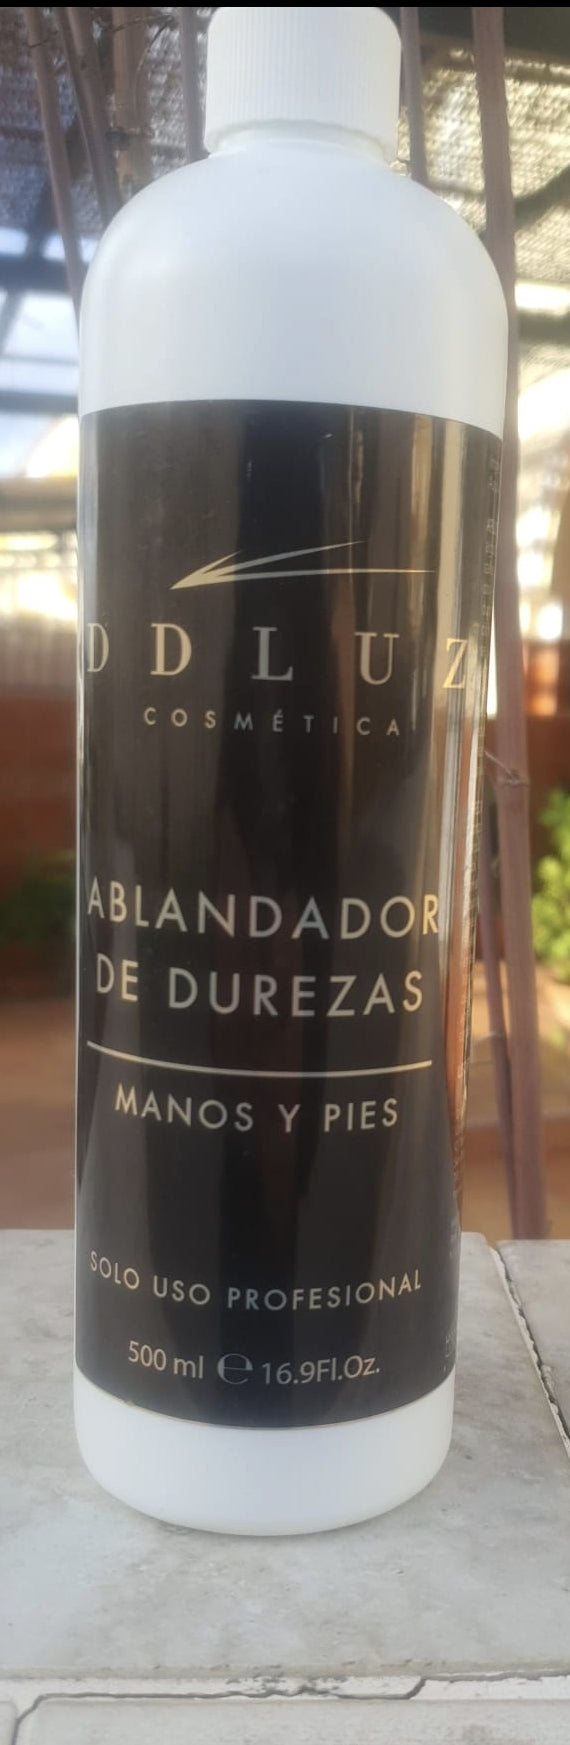 DDLUZ
COSMÉTICA
ABLANDADOR
DE DUREZAS
MANOS Y PIES
SOLO USO PROFESIONAL
500 ml e 16.9Fl.Oz.